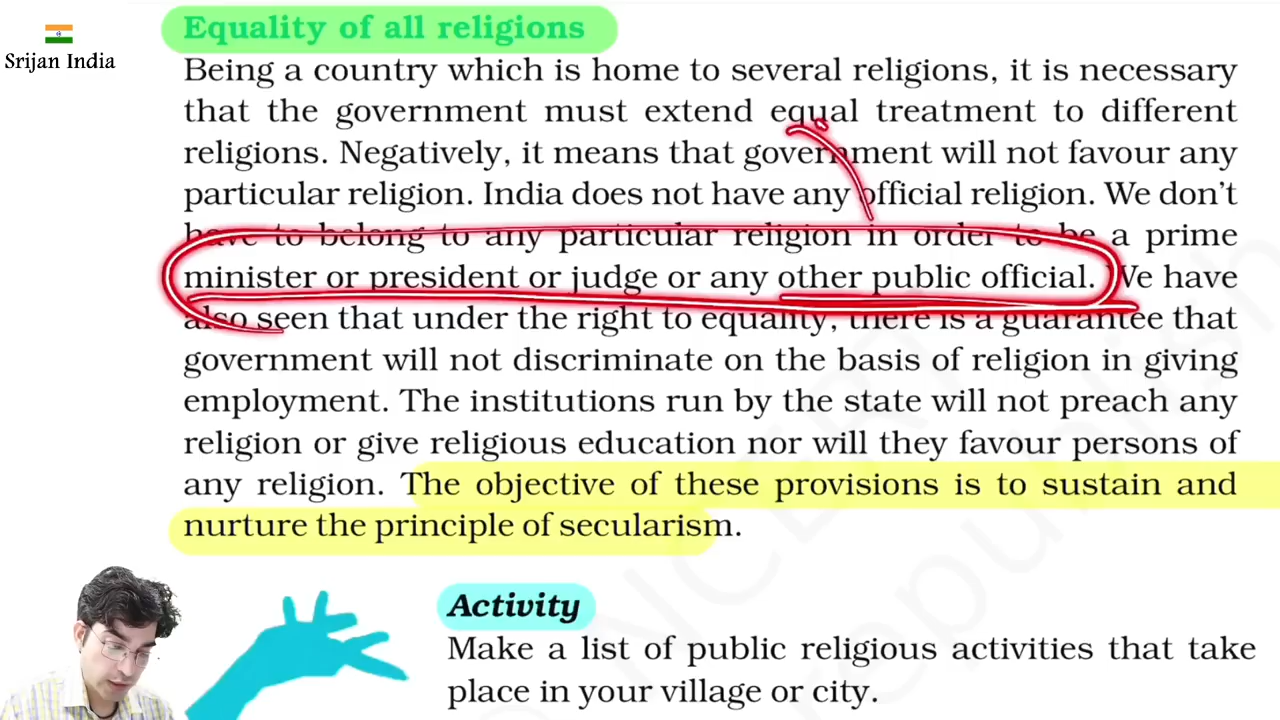 Equality of all religions
Srijan India
Being a country which is home to several religions, it is necessary
that the government must extend equal treatment to different
religions. Negatively, it means that government will not favour any
particular religion. India does not have any official religion. We don't
have to belong to any particular religion in order to be a prime
minister or president or judge or any other public official. We have
also seen that under the right to equality, there is a guarantee that
government will not discriminate on the basis of religion in giving
employment. The institutions run by the state will not preach any
religion or give religious education nor will they favour persons of
any religion. The objective of these provisions is to sustain and
nurture the principle of secularism.
Activity
Make a list of public religious activities that take
place in your village or city.